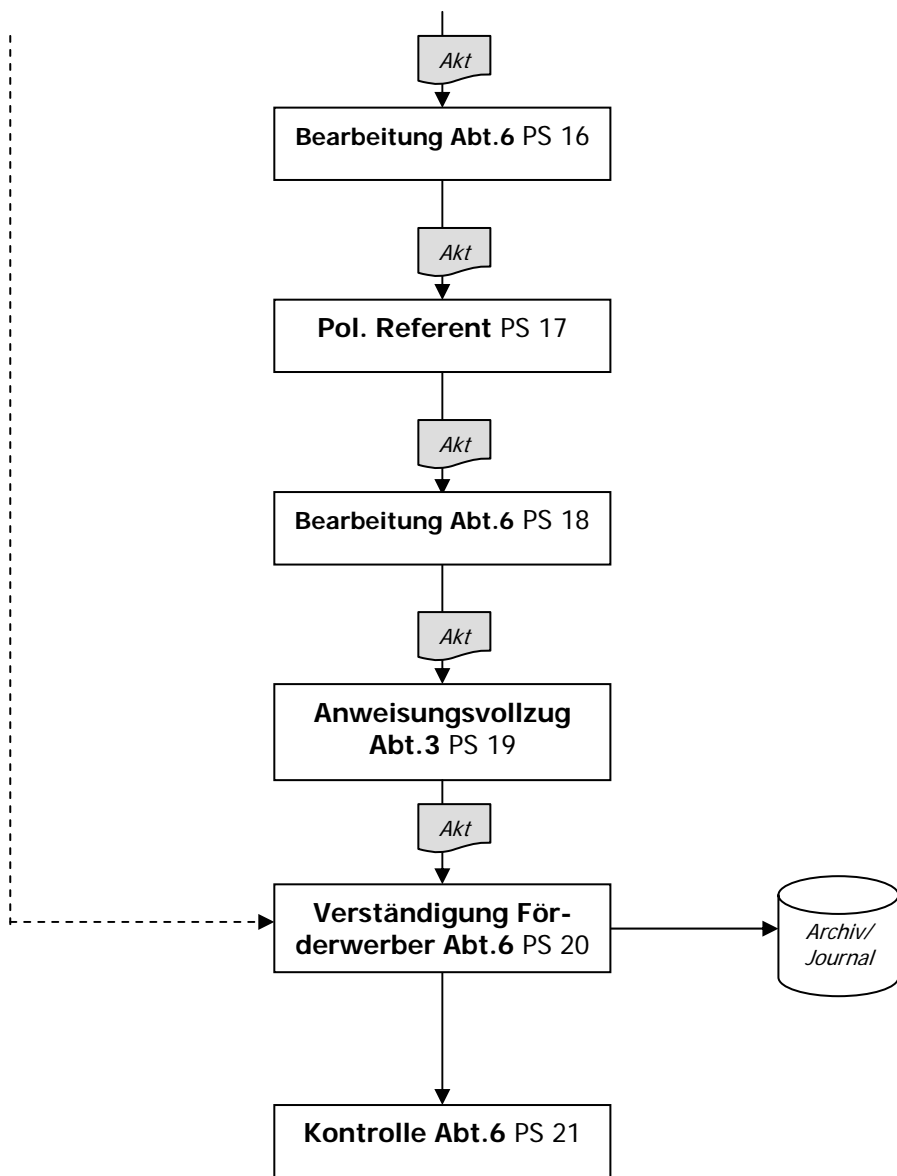 Akt
Bearbeitung Abt.6 PS 16
Akt
Pol. Referent PS 17
Akt
Bearbeitung Abt.6 PS 18
Akt
Anweisungsvollzug
Abt.3 PS 19
Akt
Verständigung För-
derwerber Abt.6 PS 20
Archiv/
Journal
Kontrolle Abt.6 PS 21